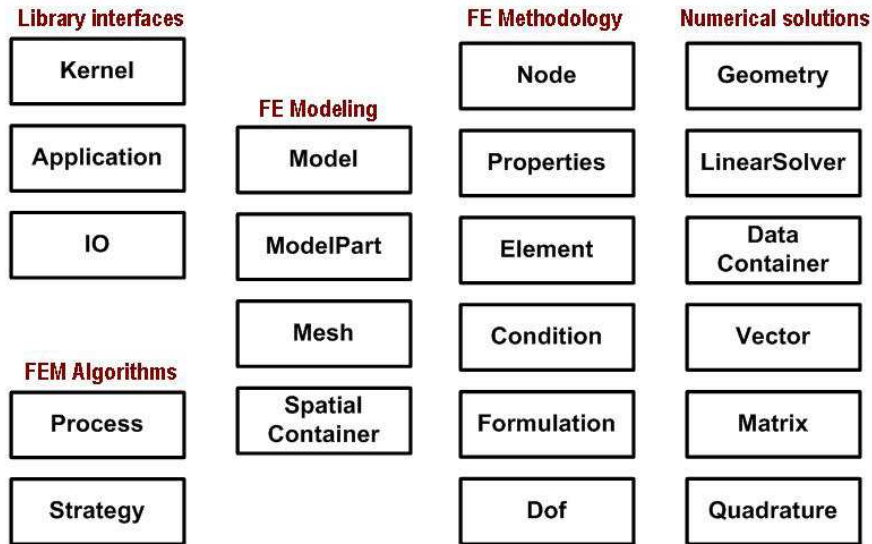 Library interfaces
Kernel
Application
IO
FEM Algorithms
Process
Strategy
FE Modeling
Model
ModelPart
Mesh
Spatial
Container
FE Methodology
Node
Properties
Element
Condition
Formulation
Dof
Numerical solutions
Geometry
LinearSolver
Data
Container
Vector
Matrix
Quadrature